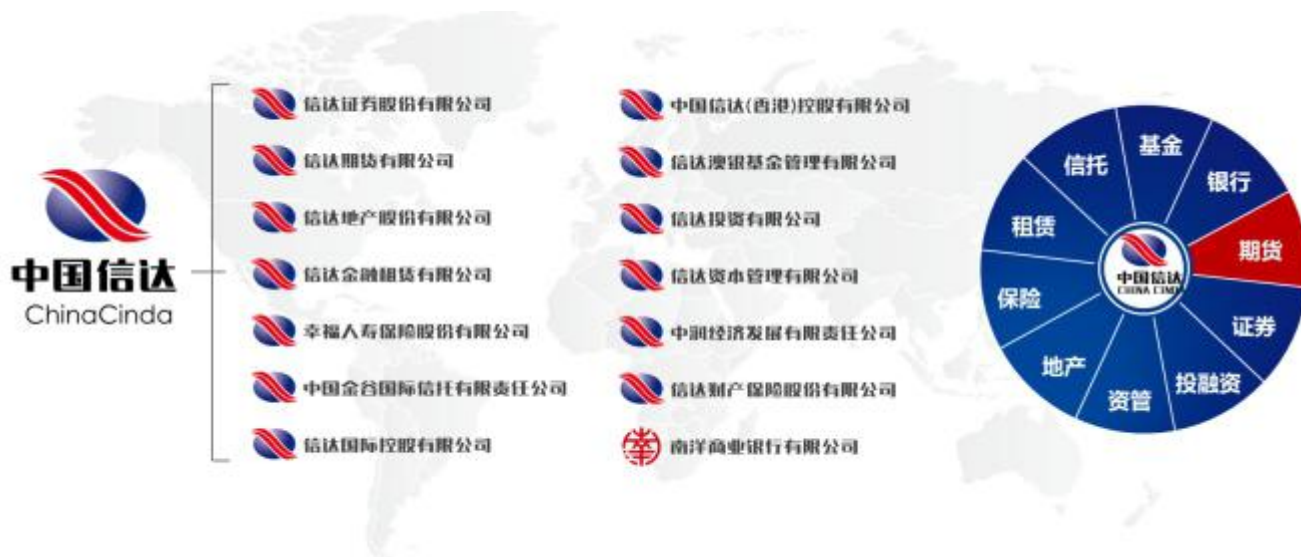 中国信达
ChinaCinda
信达证券股份有限公司
信达期货有限公司
信达地产股份有限公司
信达金融租赁有限公司
幸福人寿保险股份有限公司
中国金谷国际信托有限责任公司
信达国际控股有限公司
中国信达(香港)控股有限公司
信达澳银基金管理有限公司
信达投资有限公司
信达资本管理有限公司
中润经济发展有限责任公司
信达财产保险股份有限公司
南洋商业银行有限公司
基金
银行
期货
证券
投融资
资管
地产
保险
租赁
信托
中国信达
CHINA CINDA